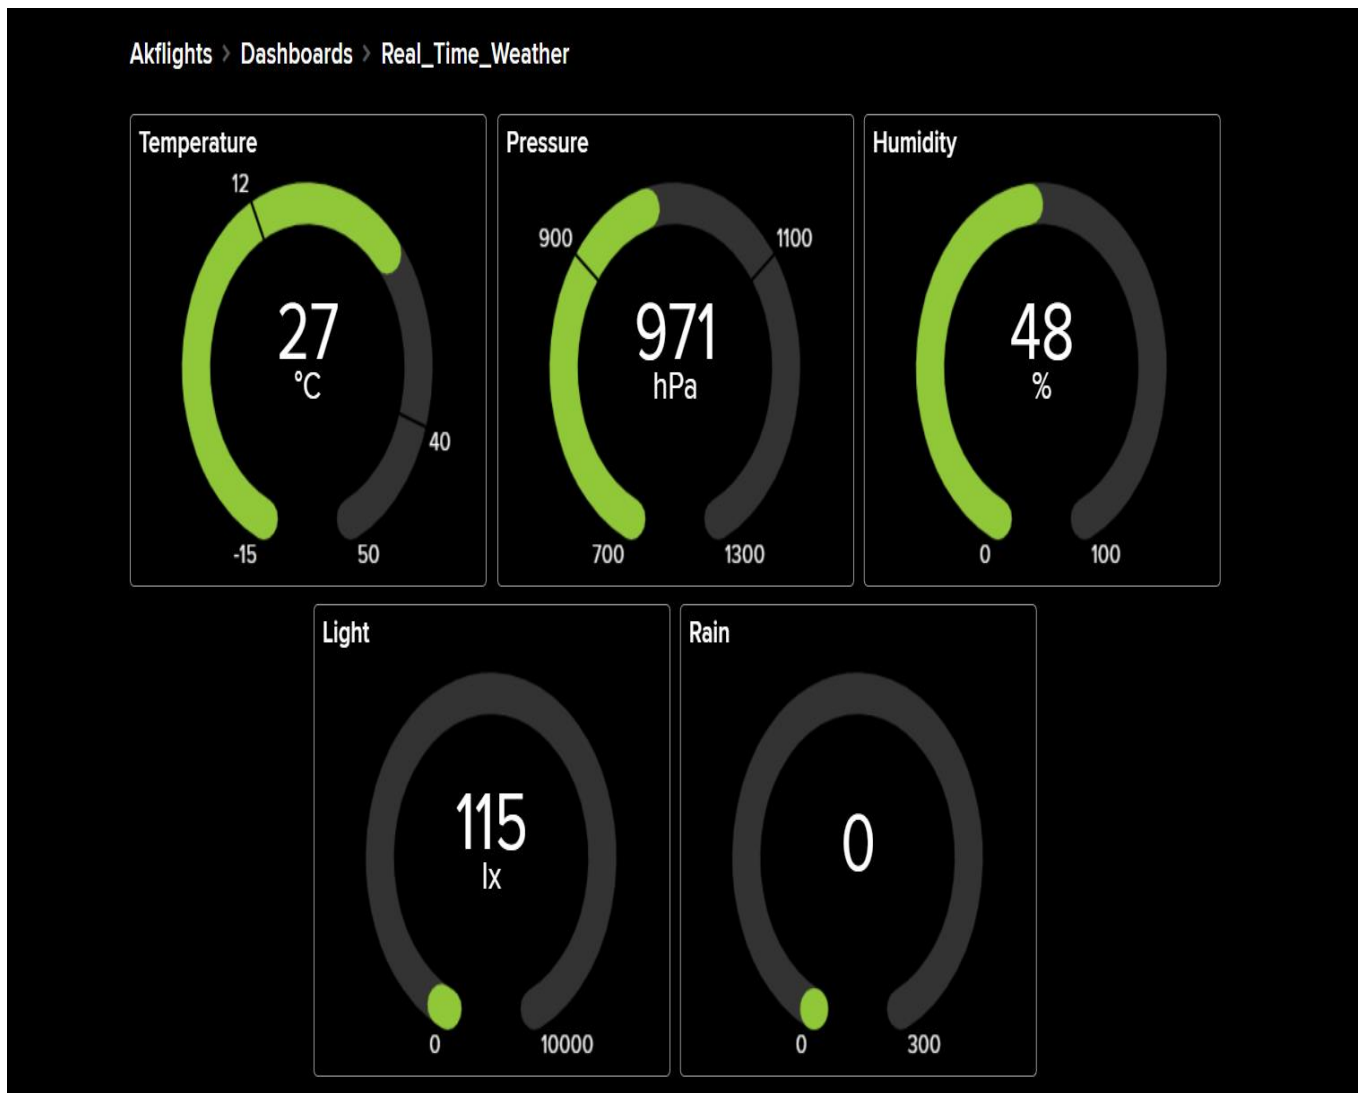 Akflights > Dashboards > Real_Time_Weather
Temperature
12
27
°C
40
-15
50
Pressure
900
1100
971
hPa
700
1300
Humidity
48
%
0
100
Light
115
lx
0
10000
Rain
0
0
300